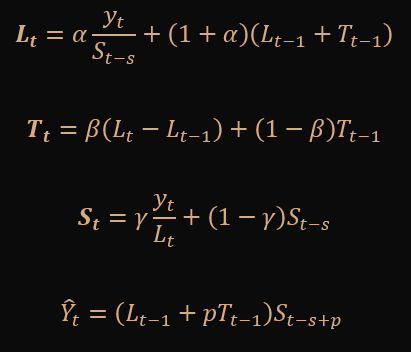 L_t = α y_t / S_{t−s} + (1 + α)(L_{t−1} + T_{t−1})
T_t = β(L_t − L_{t−1}) + (1 − β)T_{t−1}
S_t = γ y_t / L_t + (1 − γ)S_{t−s}
Ŷ_t = (L_{t−1} + pT_{t−1})S_{t−s+p}